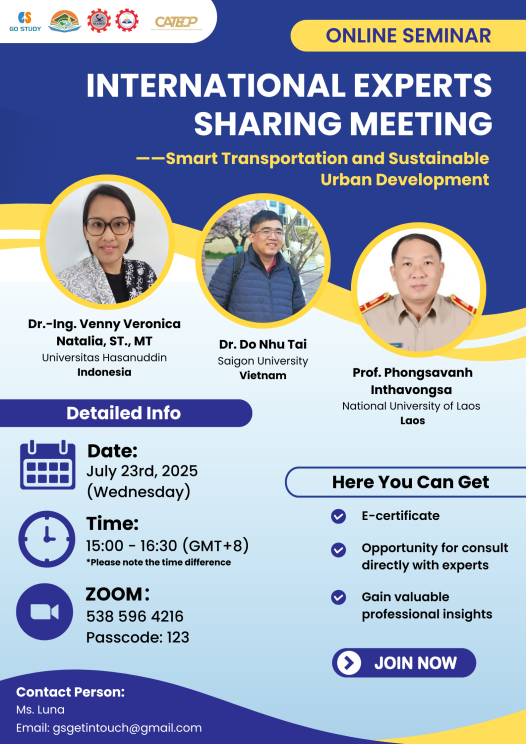 GO STUDY
CATECP
ONLINE SEMINAR
INTERNATIONAL EXPERTS
SHARING MEETING
——Smart Transportation and Sustainable
Urban Development
Dr.-Ing. Venny Veronica
Natalia, ST., MT
Universitas Hasanuddin
Indonesia
Dr. Do Nhu Tai
Saigon University
Vietnam
Prof. Phongsavanh
Inthavongsa
National University of Laos
Laos
Detailed Info
Date:
July 23rd, 2025
(Wednesday)
Time:
15:00 - 16:30 (GMT+8)
*Please note the time difference
ZOOM:
538 596 4216
Passcode: 123
Here You Can Get
E-certificate
Opportunity for consult
directly with experts
Gain valuable
professional insights
JOIN NOW
Contact Person:
Ms. Luna
Email: gsgetintouch@gmail.com